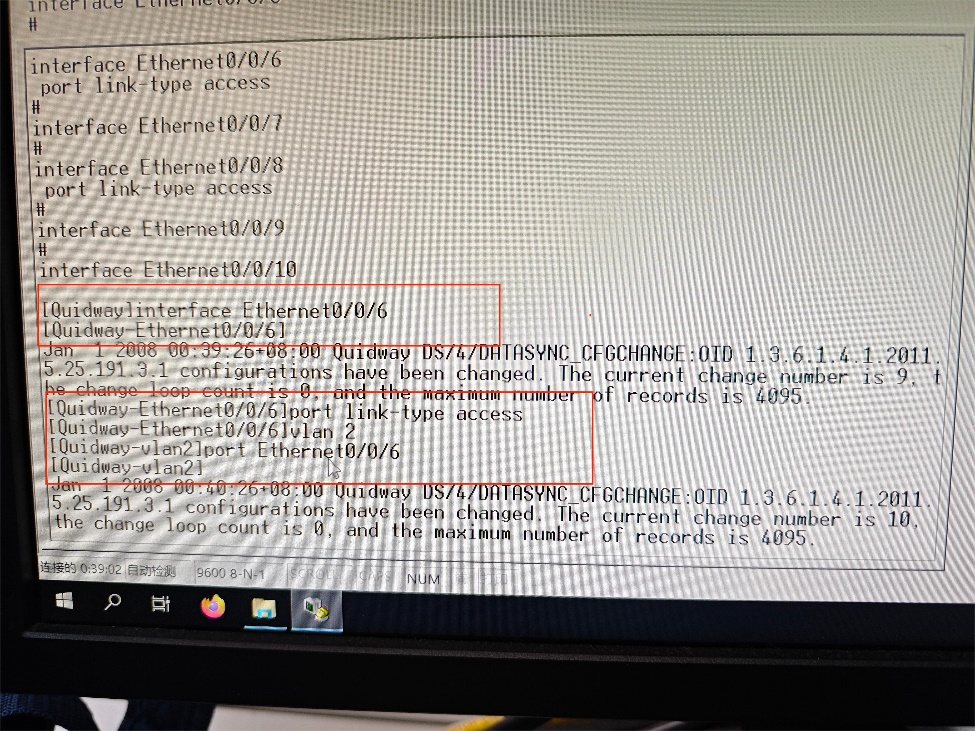 interface Ethernet0/0/6
#
interface Ethernet0/0/6
port link-type access
#
interface Ethernet0/0/7
#
interface Ethernet0/0/8
port link-type access
#
interface Ethernet0/0/9
#
interface Ethernet0/0/10
[Quidway]interface Ethernet0/0/6
[Quidway-Ethernet0/0/6]
Jan 1 2008 00:39:26+08:00 Quidway DS/4/DATASYNC_CFGCHANGE:OID 1.3.6.1.4.1.2011.
5.25.191.3.1 configurations have been changed. The current change number is 9, t
he change loop count is 0, and the maximum number of records is 4095.
[Quidway-Ethernet0/0/6]port link-type access
[Quidway-Ethernet0/0/6]vlan 2
[Quidway-vlan2]port Ethernet0/0/6
[Quidway-vlan2]
Jan 1 2008 00:40:26+08:00 Quidway DS/4/DATASYNC_CFGCHANGE:OID 1.3.6.1.4.1.2011.
5.25.191.3.1 configurations have been changed. The current change number is 10,
the change loop count is 0, and the maximum number of records is 4095.
连接的 0:39:02 自动检测 9600 8-N-1 SCROLL CAPS NUM